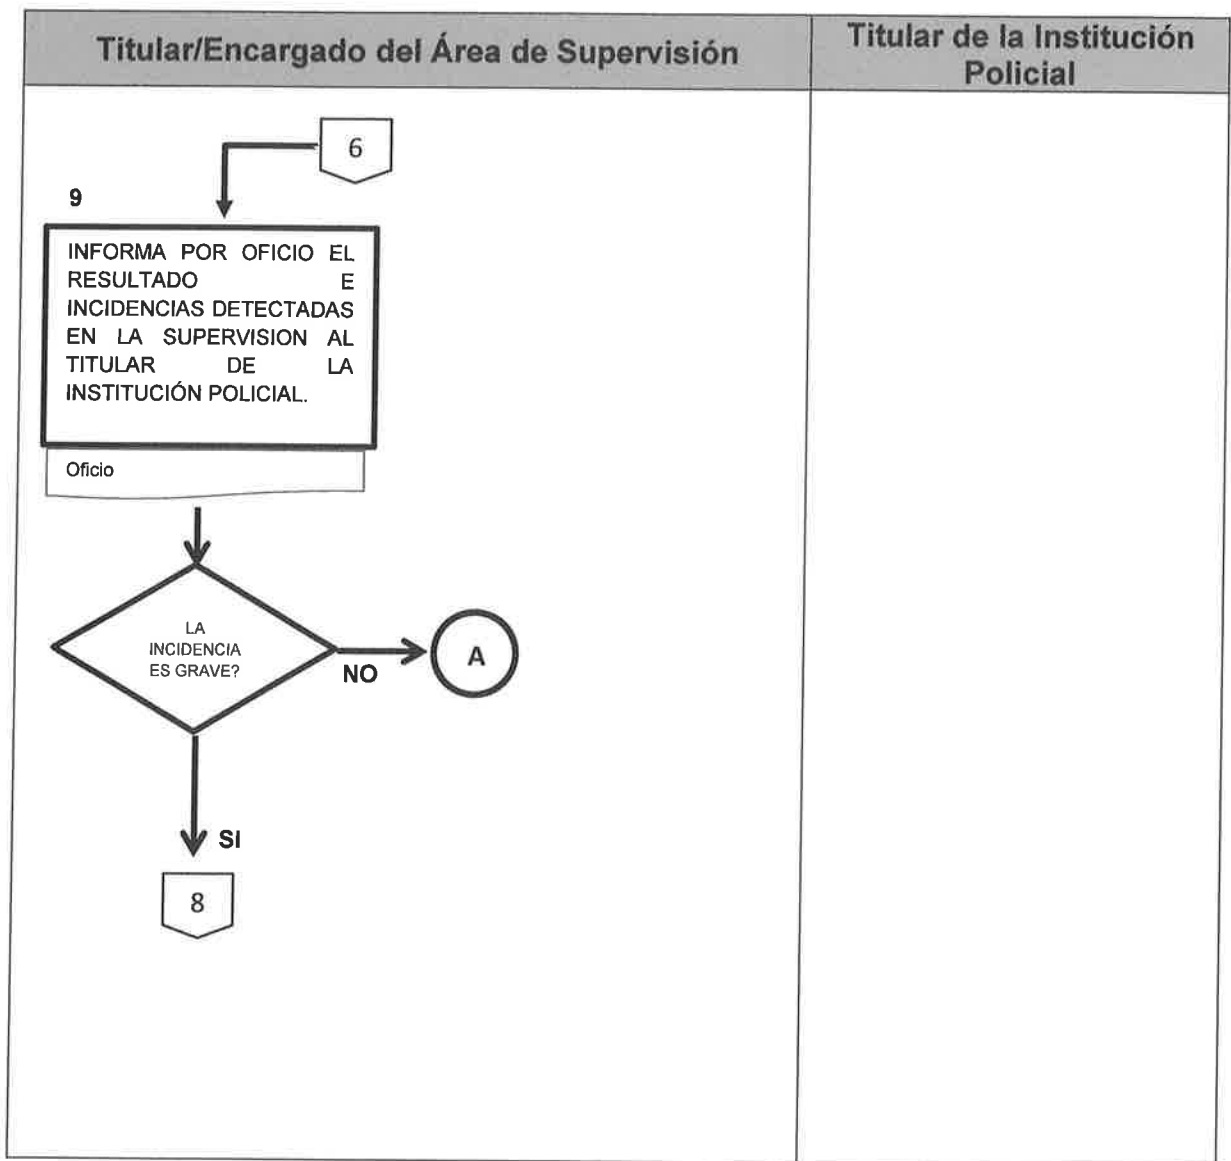 Titular/Encargado del Área de Supervisión
Titular de la Institución
Policial
6
9
INFORMA POR OFICIO EL
RESULTADO E
INCIDENCIAS DETECTADAS
EN LA SUPERVISION AL
TITULAR DE LA
INSTITUCIÓN POLICIAL.
Oficio
LA
INCIDENCIA
ES GRAVE?
NO
A
SI
8